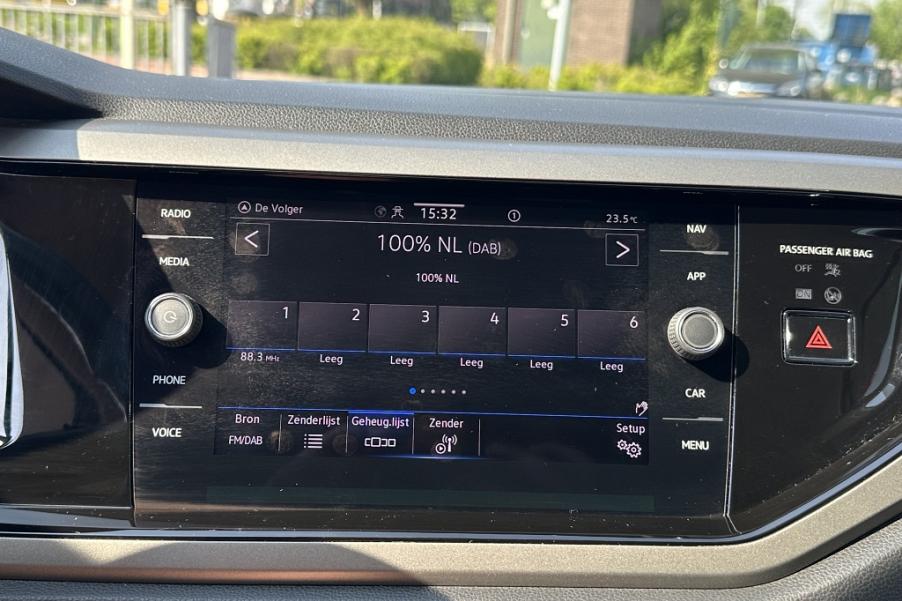 RADIO
MEDIA
PHONE
VOICE
De Volger
15:32
1
23.5°C
<
100% NL (DAB)
>
100% NL
1
2
3
4
5
6
88.3 MHz
Leeg
Leeg
Leeg
Leeg
Leeg
Bron
Zenderlijst
Geheug.lijst
Zender
FM/DAB
Setup
NAV
APP
CAR
MENU
PASSENGER AIR BAG
OFF
ON